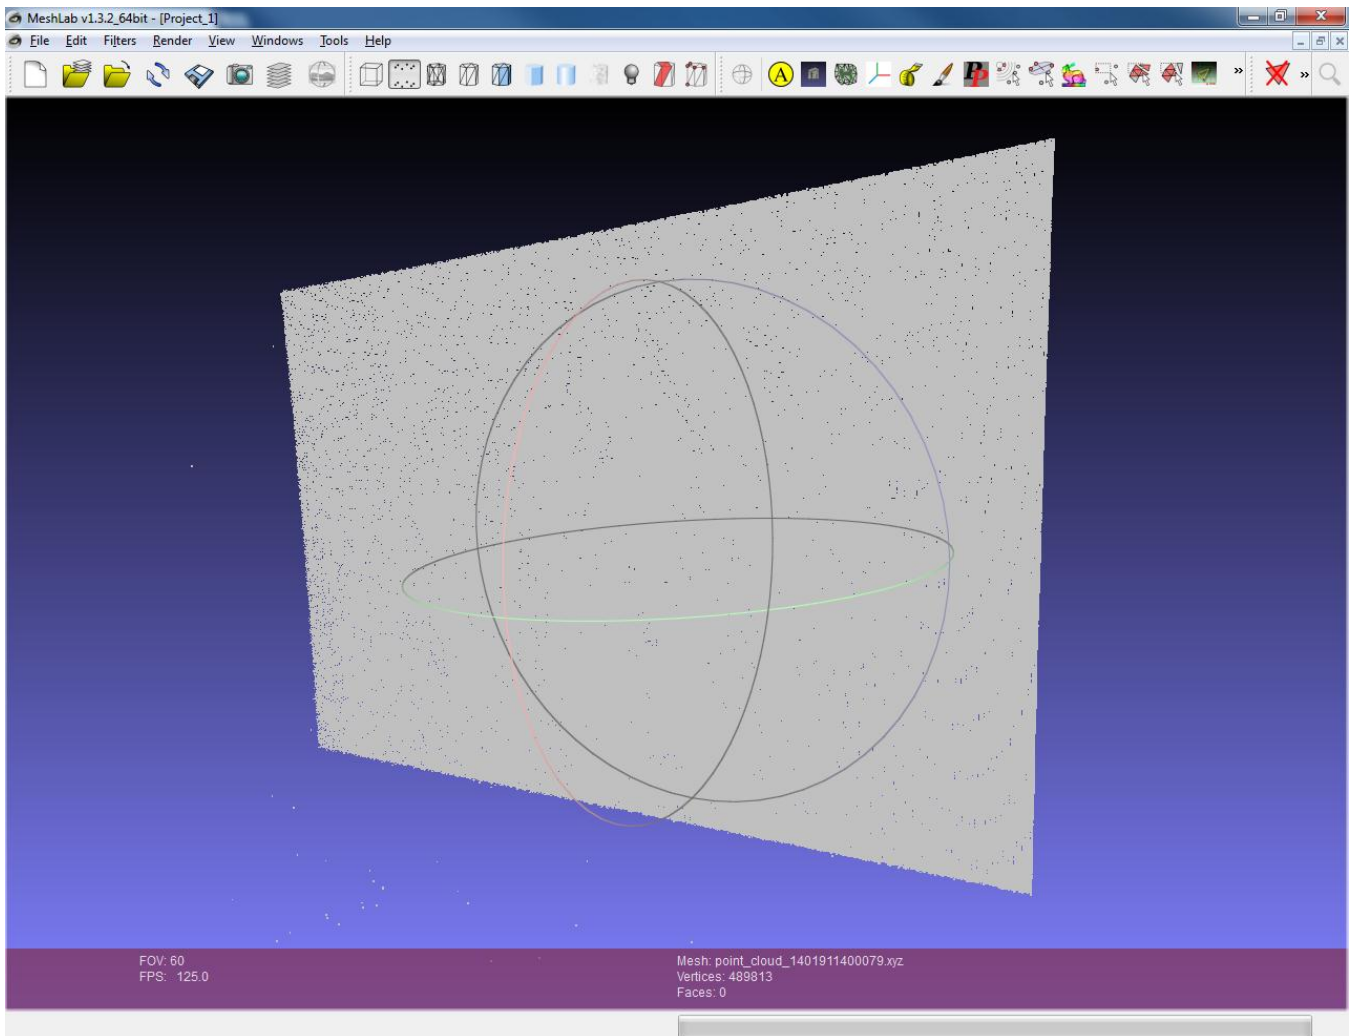 MeshLab v1.3.2_64bit - [Project_1]
File Edit Filters Render View Windows Tools Help
A
PP
» »
FOV: 60
FPS: 125.0
Mesh: point_cloud_1401911400079.xyz
Vertices: 489813
Faces: 0